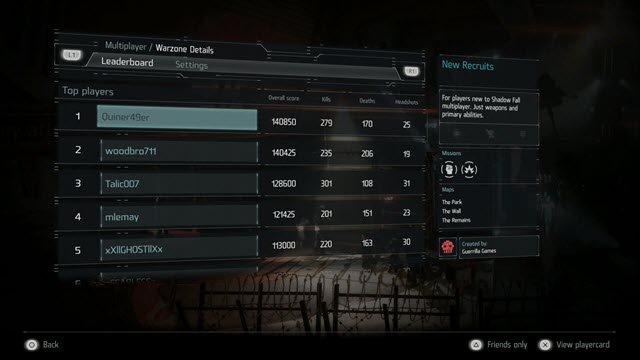 Multiplayer / Warzone Details
L1
Leaderboard Settings
R1
Top players
Overall score Kills Deaths Headshots
1 Quiner49er 140850 279 170 25
2 woodbro711 140425 235 206 19
3 Talic007 128600 301 108 31
4 mlemay 121425 201 151 23
5 xXllGHOSTllXx 113000 220 163 30
6
New Recruits
For players new to Shadow Fall
multiplayer. Just weapons and
primary abilities.
Missions
Maps
The Park
The Wall
The Remains
Created by
Guerrilla Games
Back
Friends only
View playercard